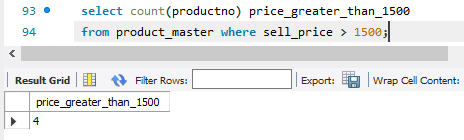 93 select count(productno) price_greater_than_1500
94 from product_master where sell_price > 1500;
Result Grid Filter Rows: Export: Wrap Cell Content:
price_greater_than_1500
4